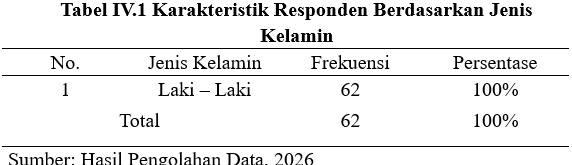 Tabel IV.1 Karakteristik Responden Berdasarkan Jenis
Kelamin
No. Jenis Kelamin Frekuensi Persentase
1 Laki – Laki 62 100%
Total 62 100%
Sumber: Hasil Pengolahan Data, 2026